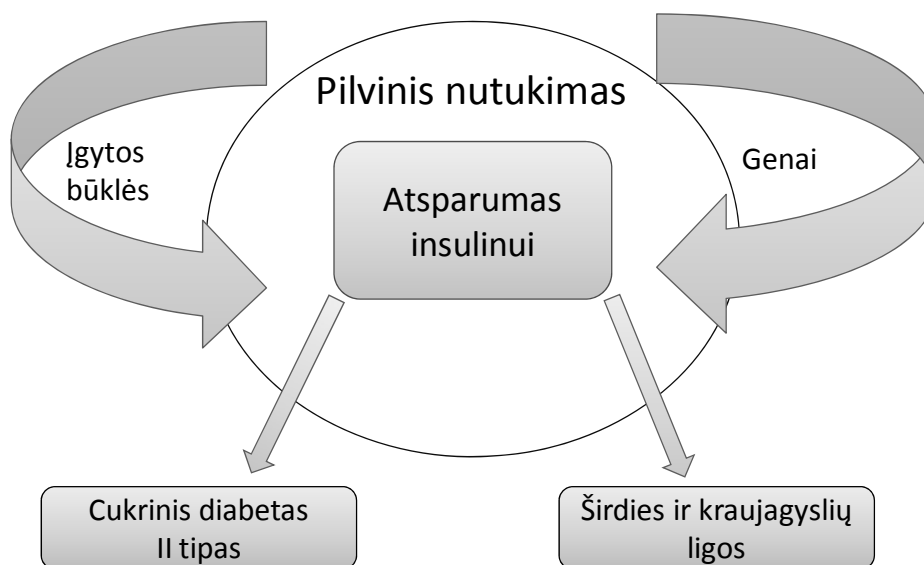 Pilvinis nutukimas
Įgytos
būklės
Genai
Atsparumas
insulinui
Cukrinis diabetas
II tipas
Širdies ir kraujagyslių
ligos